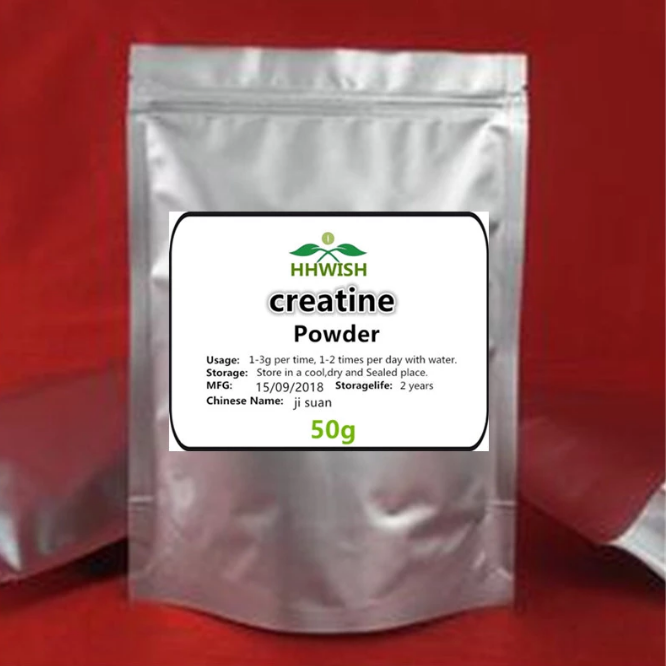 HHWISH
creatine
Powder
Usage: 1-3g per time, 1-2 times per day with water.
Storage: Store in a cool,dry and Sealed place.
MFG: 15/09/2018 Storagelife: 2 years
Chinese Name: ji suan
50g